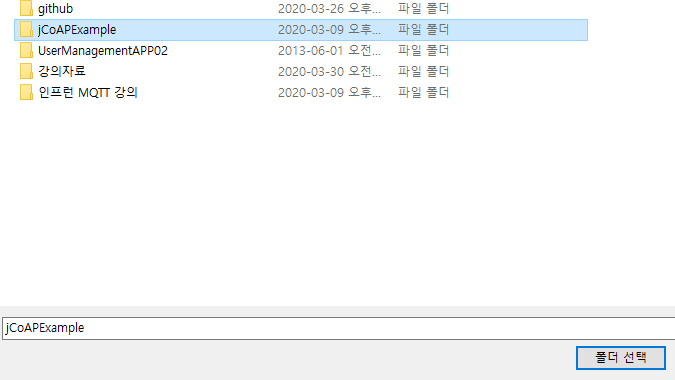 github 2020-03-26 오후... 파일 폴더
jCoAPExample 2020-03-09 오후... 파일 폴더
UserManagementAPP02 2013-06-01 오전... 파일 폴더
강의자료 2020-03-30 오전... 파일 폴더
인프런 MQTT 강의 2020-03-09 오후... 파일 폴더
jCoAPExample
폴더 선택